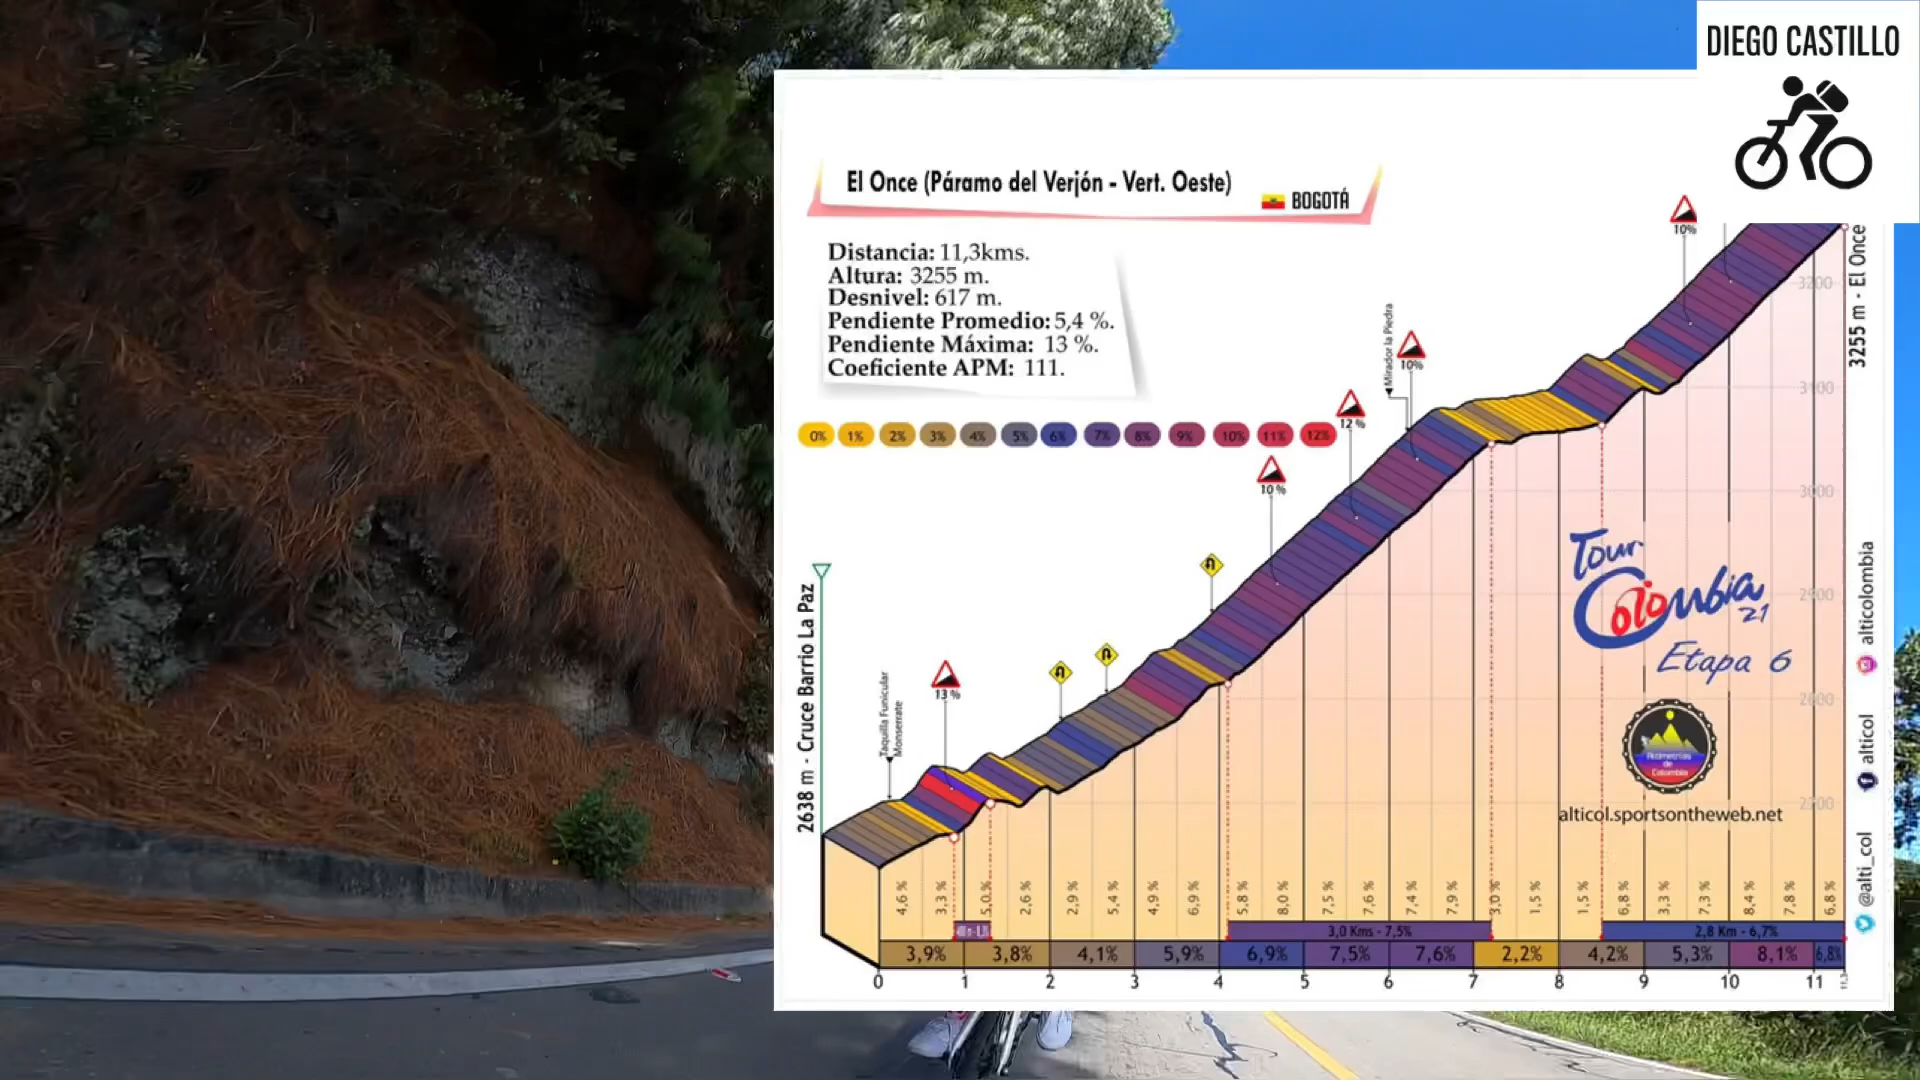 DIEGO CASTILLO
El Once (Páramo del Verjón - Vert. Oeste)
BOGOTÁ
Distancia: 11,3kms.
Altura: 3255 m.
Desnivel: 617 m.
Pendiente Promedio: 5,4 %.
Pendiente Máxima: 13 %.
Coeficiente APM: 111.
0% 1% 2% 3% 4% 5% 6% 7% 8% 9% 10% 11% 12%
2638 m - Cruce Barrio La Paz
Taquilla Funicular
Monserrate
13 %
10 %
12 %
Mirador la Piedra
10%
10%
3255 m - El Once
3200
3100
3000
2900
2800
2700
Tour
Colombia
21
Etapa 6
Altimetrías
de
Colombia
alticol.sportsontheweb.net
alticolombia
alticol
@alti_col
4,6 % 3,3 % 5,0 % 2,6 % 2,9 % 5,4 % 4,9 % 6,9 % 5,8 % 8,0 % 7,5 % 7,6 % 7,4 % 7,9 % 3,0 % 1,5 % 1,5 % 6,8 % 3,3 % 7,3 % 8,4 % 7,8 % 6,8 %
3,0 Kms - 7,5%
2,8 Km - 6,7%
3,9% 3,8% 4,1% 5,9% 6,9% 7,5% 7,6% 2,2% 4,2% 5,3% 8,1% 6,8%
0 1 2 3 4 5 6 7 8 9 10 11